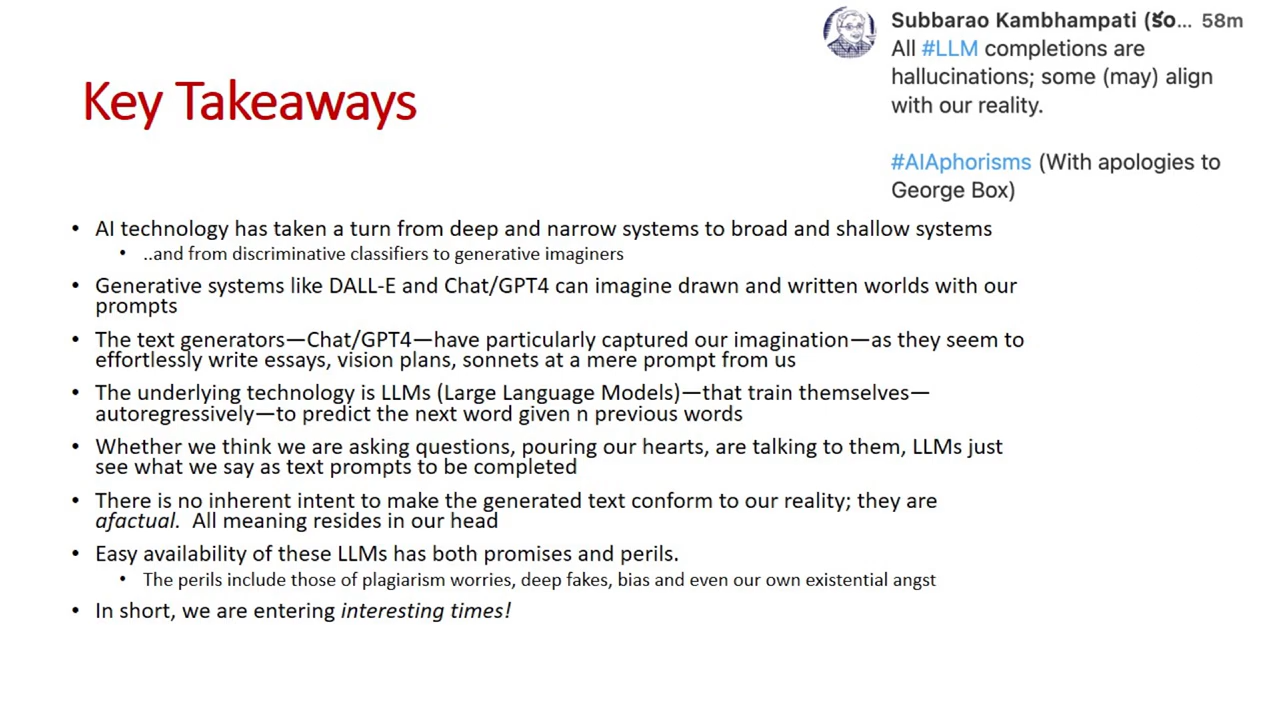 Subbarao Kambhampati (కం... 58m
All #LLM completions are
hallucinations; some (may) align
with our reality.
#AIAphorisms (With apologies to
George Box)
Key Takeaways
• AI technology has taken a turn from deep and narrow systems to broad and shallow systems
• ..and from discriminative classifiers to generative imaginers
• Generative systems like DALL-E and Chat/GPT4 can imagine drawn and written worlds with our
prompts
• The text generators—Chat/GPT4—have particularly captured our imagination—as they seem to
effortlessly write essays, vision plans, sonnets at a mere prompt from us
• The underlying technology is LLMs (Large Language Models)—that train themselves—
autoregressively—to predict the next word given n previous words
• Whether we think we are asking questions, pouring our hearts, are talking to them, LLMs just
see what we say as text prompts to be completed
• There is no inherent intent to make the generated text conform to our reality; they are
afactual. All meaning resides in our head
• Easy availability of these LLMs has both promises and perils.
• The perils include those of plagiarism worries, deep fakes, bias and even our own existential angst
• In short, we are entering interesting times!